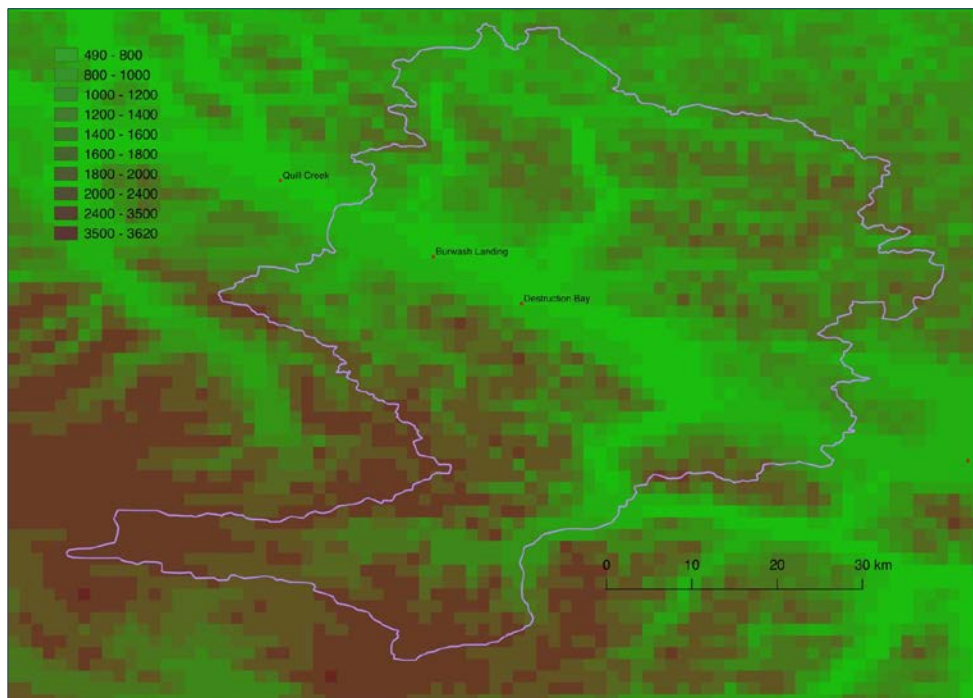 490 - 800
800 - 1000
1000 - 1200
1200 - 1400
1400 - 1600
1600 - 1800
1800 - 2000
2000 - 2400
2400 - 3500
3500 - 3620
Quill Creek
Burwash Landing
Destruction Bay
0 10 20 30 km